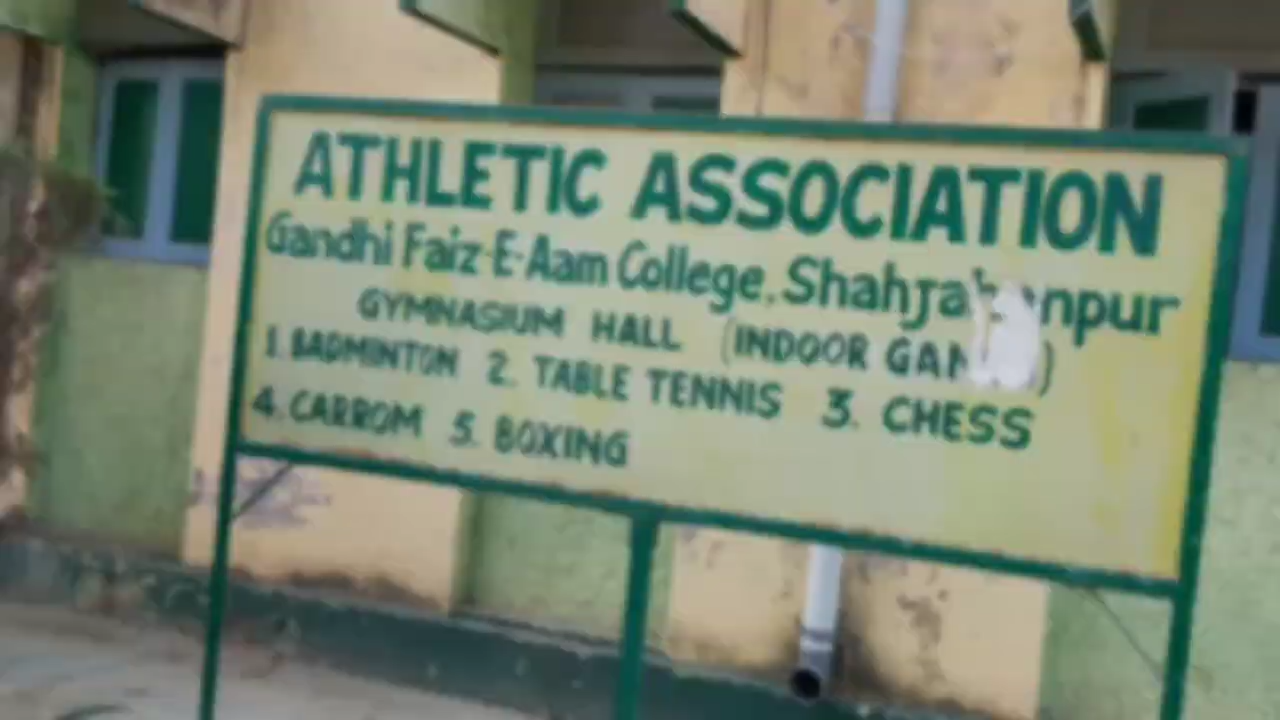 ATHLETIC ASSOCIATION
Gandhi Faiz-E-Aam College, Shahjahanpur
GYMNASIUM HALL (INDOOR
1. BADMINTON 2. TABLE TENNIS 3. CHESS
4. CARROM 5. BOXING